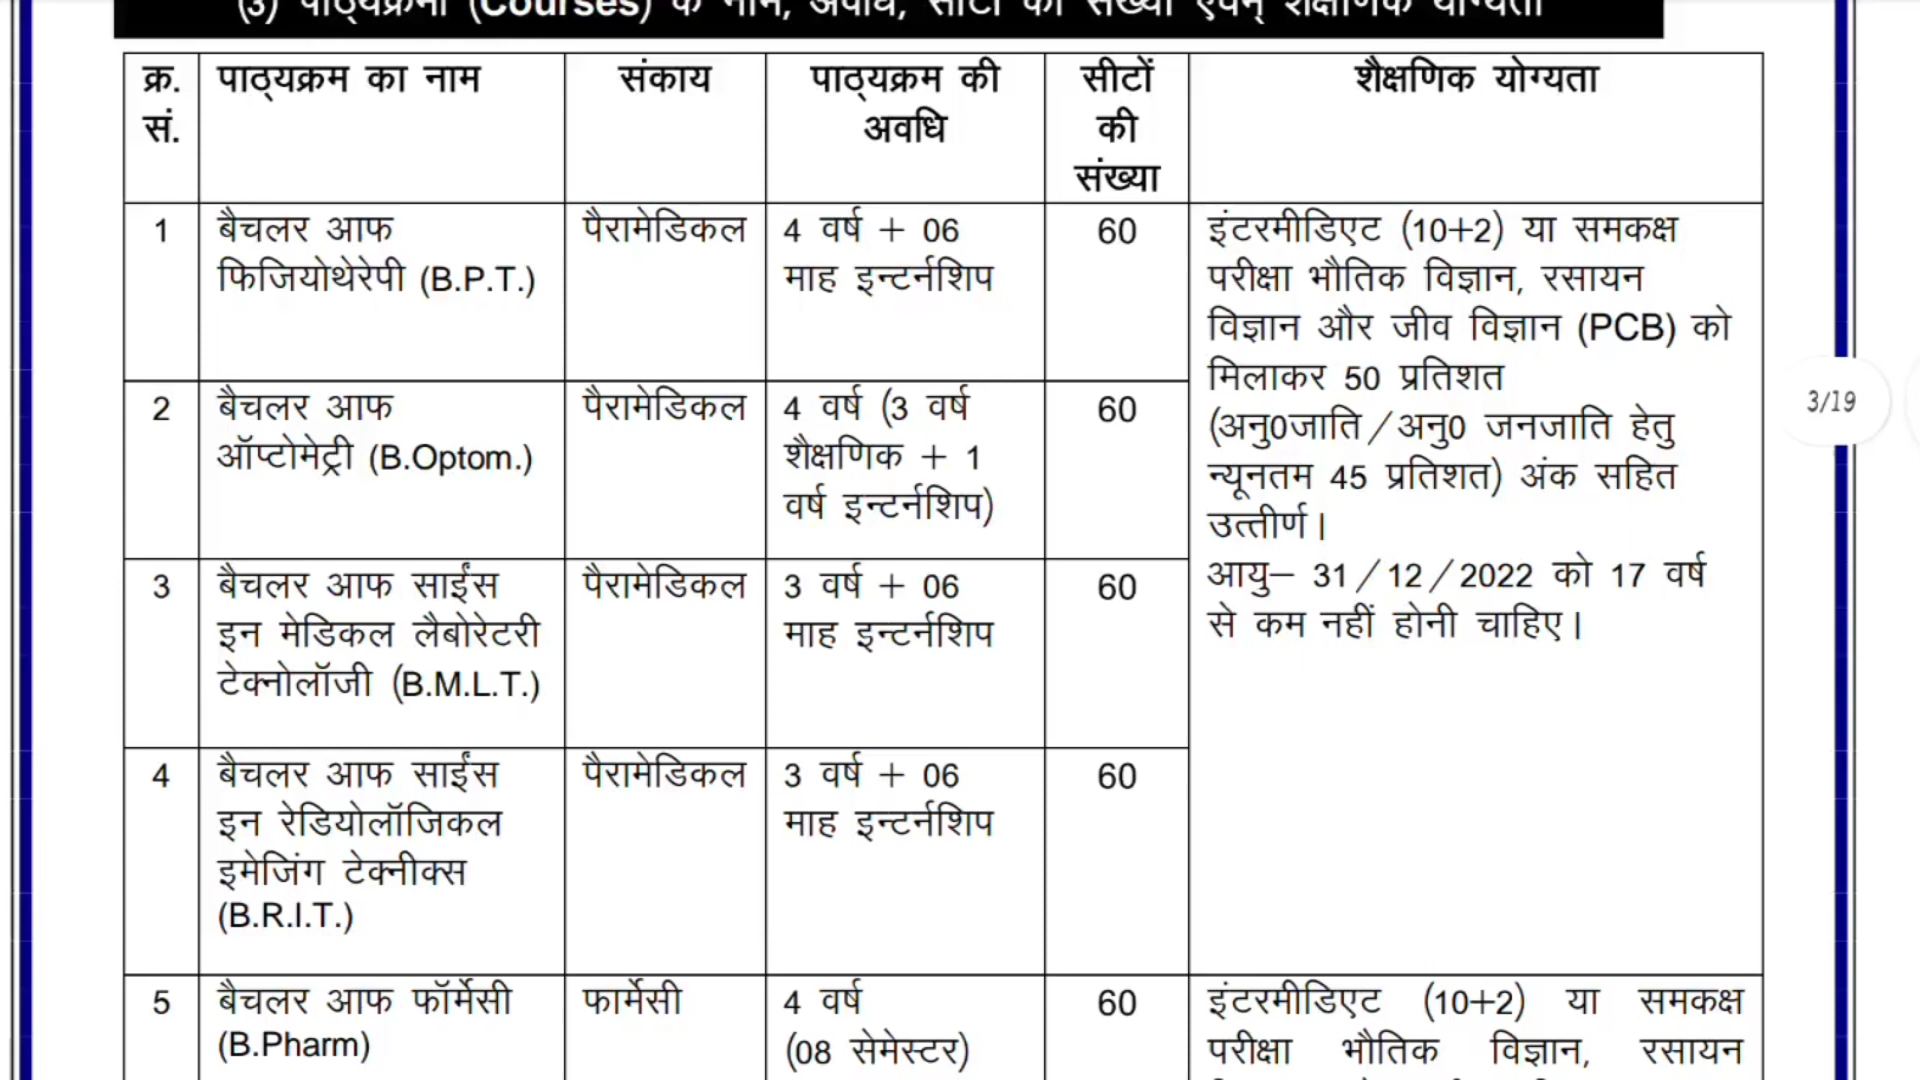 (3) पाठ्यक्रमों (Courses) के नाम, अवधि, सीटों की संख्या एवम् शैक्षणिक योग्यता
क्र. सं.
पाठ्यक्रम का नाम
संकाय
पाठ्यक्रम की
अवधि
सीटों
की
संख्या
शैक्षणिक योग्यता
1
बैचलर आफ
फिजियोथेरेपी (B.P.T.)
पैरामेडिकल
4 वर्ष + 06
माह इन्टर्नशिप
60
इंटरमीडिएट (10+2) या समकक्ष
परीक्षा भौतिक विज्ञान, रसायन
विज्ञान और जीव विज्ञान (PCB) को
मिलाकर 50 प्रतिशत
(अनु0जाति/अनु0 जनजाति हेतु
न्यूनतम 45 प्रतिशत) अंक सहित
उत्तीर्ण।
आयु– 31/12/2022 को 17 वर्ष
से कम नहीं होनी चाहिए।
2
बैचलर आफ
ऑप्टोमेट्री (B.Optom.)
पैरामेडिकल
4 वर्ष (3 वर्ष
शैक्षणिक + 1
वर्ष इन्टर्नशिप)
60
3
बैचलर आफ साईंस
इन मेडिकल लैबोरेटरी
टेक्नोलॉजी (B.M.L.T.)
पैरामेडिकल
3 वर्ष + 06
माह इन्टर्नशिप
60
4
बैचलर आफ साईंस
इन रेडियोलॉजिकल
इमेजिंग टेक्नीक्स
(B.R.I.T.)
पैरामेडिकल
3 वर्ष + 06
माह इन्टर्नशिप
60
5
बैचलर आफ फॉर्मेसी
(B.Pharm)
फार्मेसी
4 वर्ष
(08 सेमेस्टर)
60
इंटरमीडिएट (10+2) या समकक्ष
परीक्षा भौतिक विज्ञान, रसायन
3/19